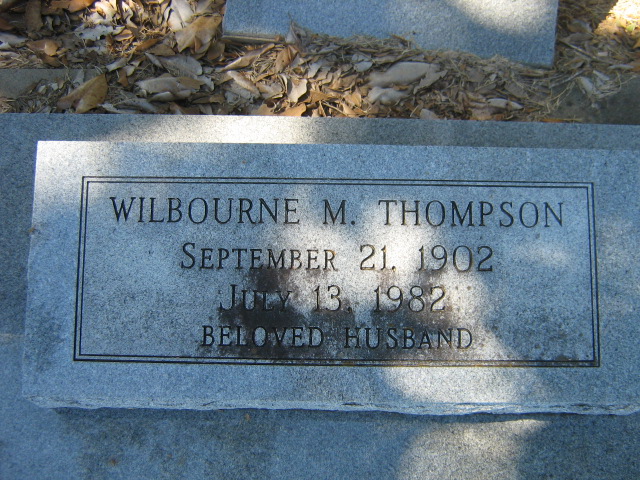 WILBOURNE M. THOMPSON
SEPTEMBER 21, 1902
JULY 13, 1982
BELOVED HUSBAND